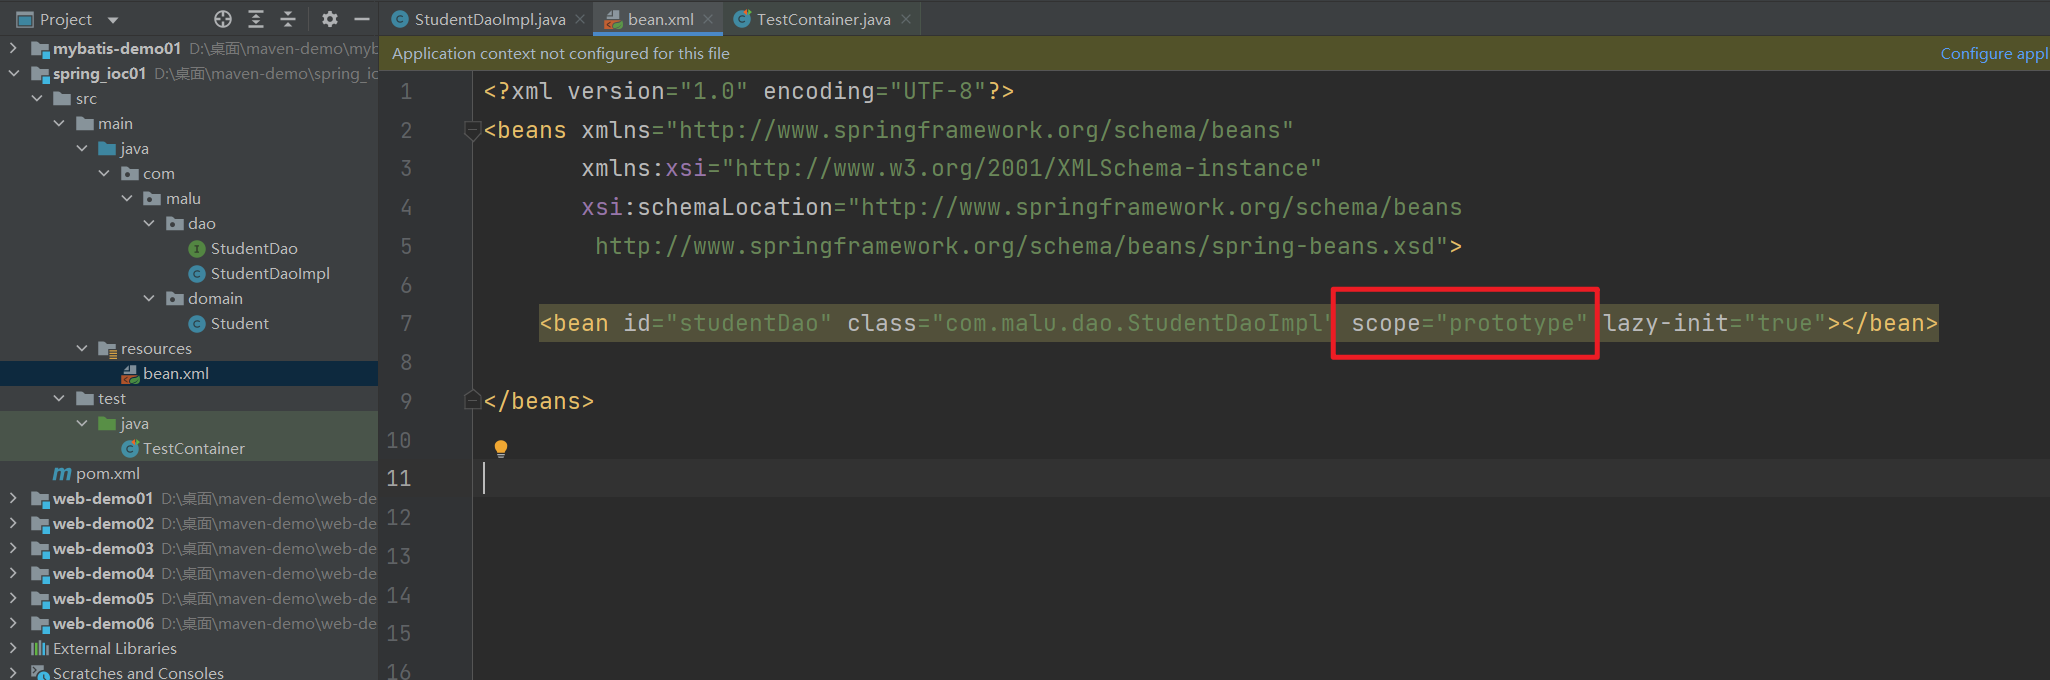 Project
StudentDaoImpl.java
bean.xml
TestContainer.java
Application context not configured for this file
Configure appl
mybatis-demo01 D:\桌面\maven-demo\myb
spring_ioc01 D:\桌面\maven-demo\spring_ic
src
main
java
com
malu
dao
StudentDao
StudentDaoImpl
domain
Student
resources
bean.xml
test
java
TestContainer
pom.xml
web-demo01 D:\桌面\maven-demo\web-de
web-demo02 D:\桌面\maven-demo\web-de
web-demo03 D:\桌面\maven-demo\web-de
web-demo04 D:\桌面\maven-demo\web-de
web-demo05 D:\桌面\maven-demo\web-de
web-demo06 D:\桌面\maven-demo\web-de
External Libraries
Scratches and Consoles
1 <?xml version="1.0" encoding="UTF-8"?>
2 <beans xmlns="http://www.springframework.org/schema/beans"
3 xmlns:xsi="http://www.w3.org/2001/XMLSchema-instance"
4 xsi:schemaLocation="http://www.springframework.org/schema/beans
5 http://www.springframework.org/schema/beans/spring-beans.xsd">
6
7 <bean id="studentDao" class="com.malu.dao.StudentDaoImpl" scope="prototype" lazy-init="true"></bean>
8
9 </beans>
10
11
12
13
14
15
16